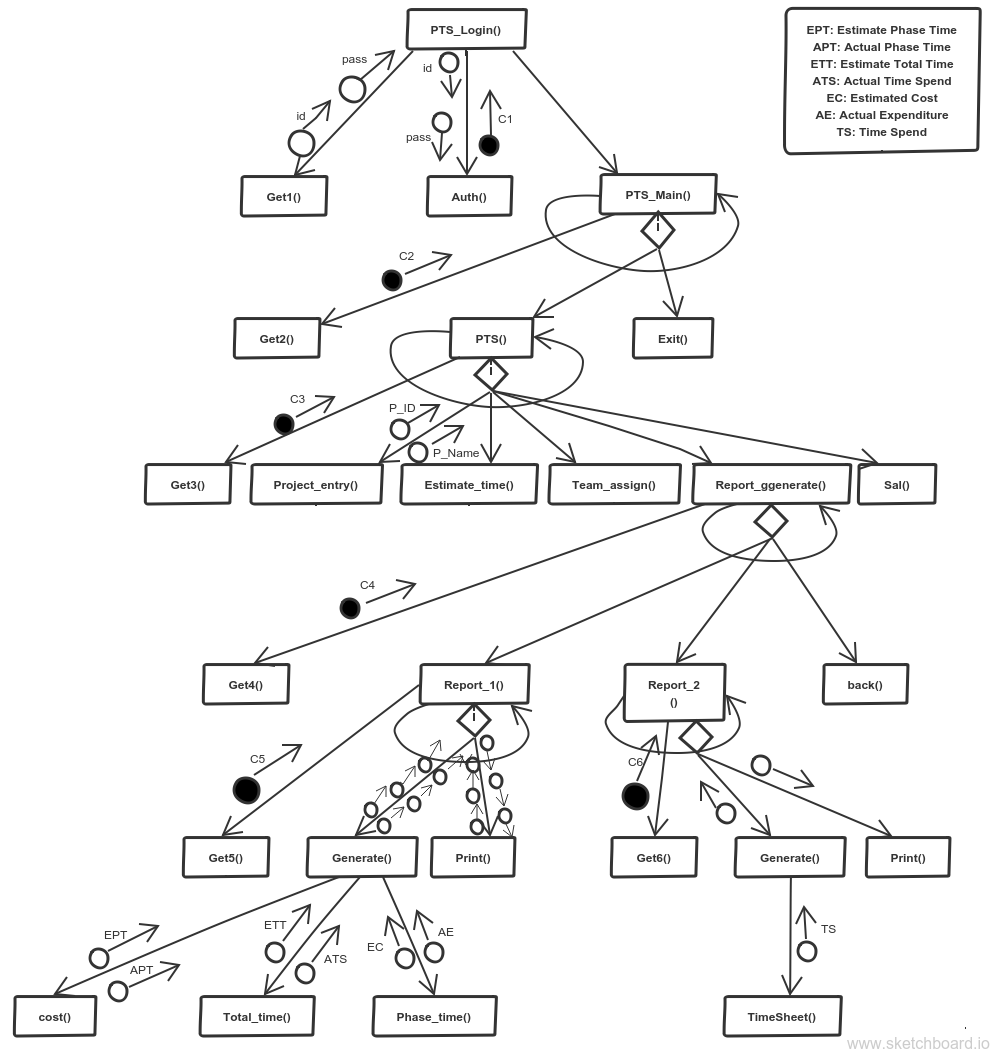 PTS_Login()
EPT: Estimate Phase Time
APT: Actual Phase Time
ETT: Estimate Total Time
ATS: Actual Time Spend
EC: Estimated Cost
AE: Actual Expenditure
TS: Time Spend
pass
id
id
pass
C1
Get1()
Auth()
PTS_Main()
i
C2
Get2()
PTS()
Exit()
i
C3
P_ID
P_Name
Get3()
Project_entry()
Estimate_time()
Team_assign()
Report_ggenerate()
Sal()
C4
Get4()
Report_1()
Report_2
()
back()
i
C5
C6
Get5()
Generate()
Print()
Get6()
Generate()
Print()
EPT
APT
ETT
ATS
EC
AE
TS
cost()
Total_time()
Phase_time()
TimeSheet()
www.sketchboard.io